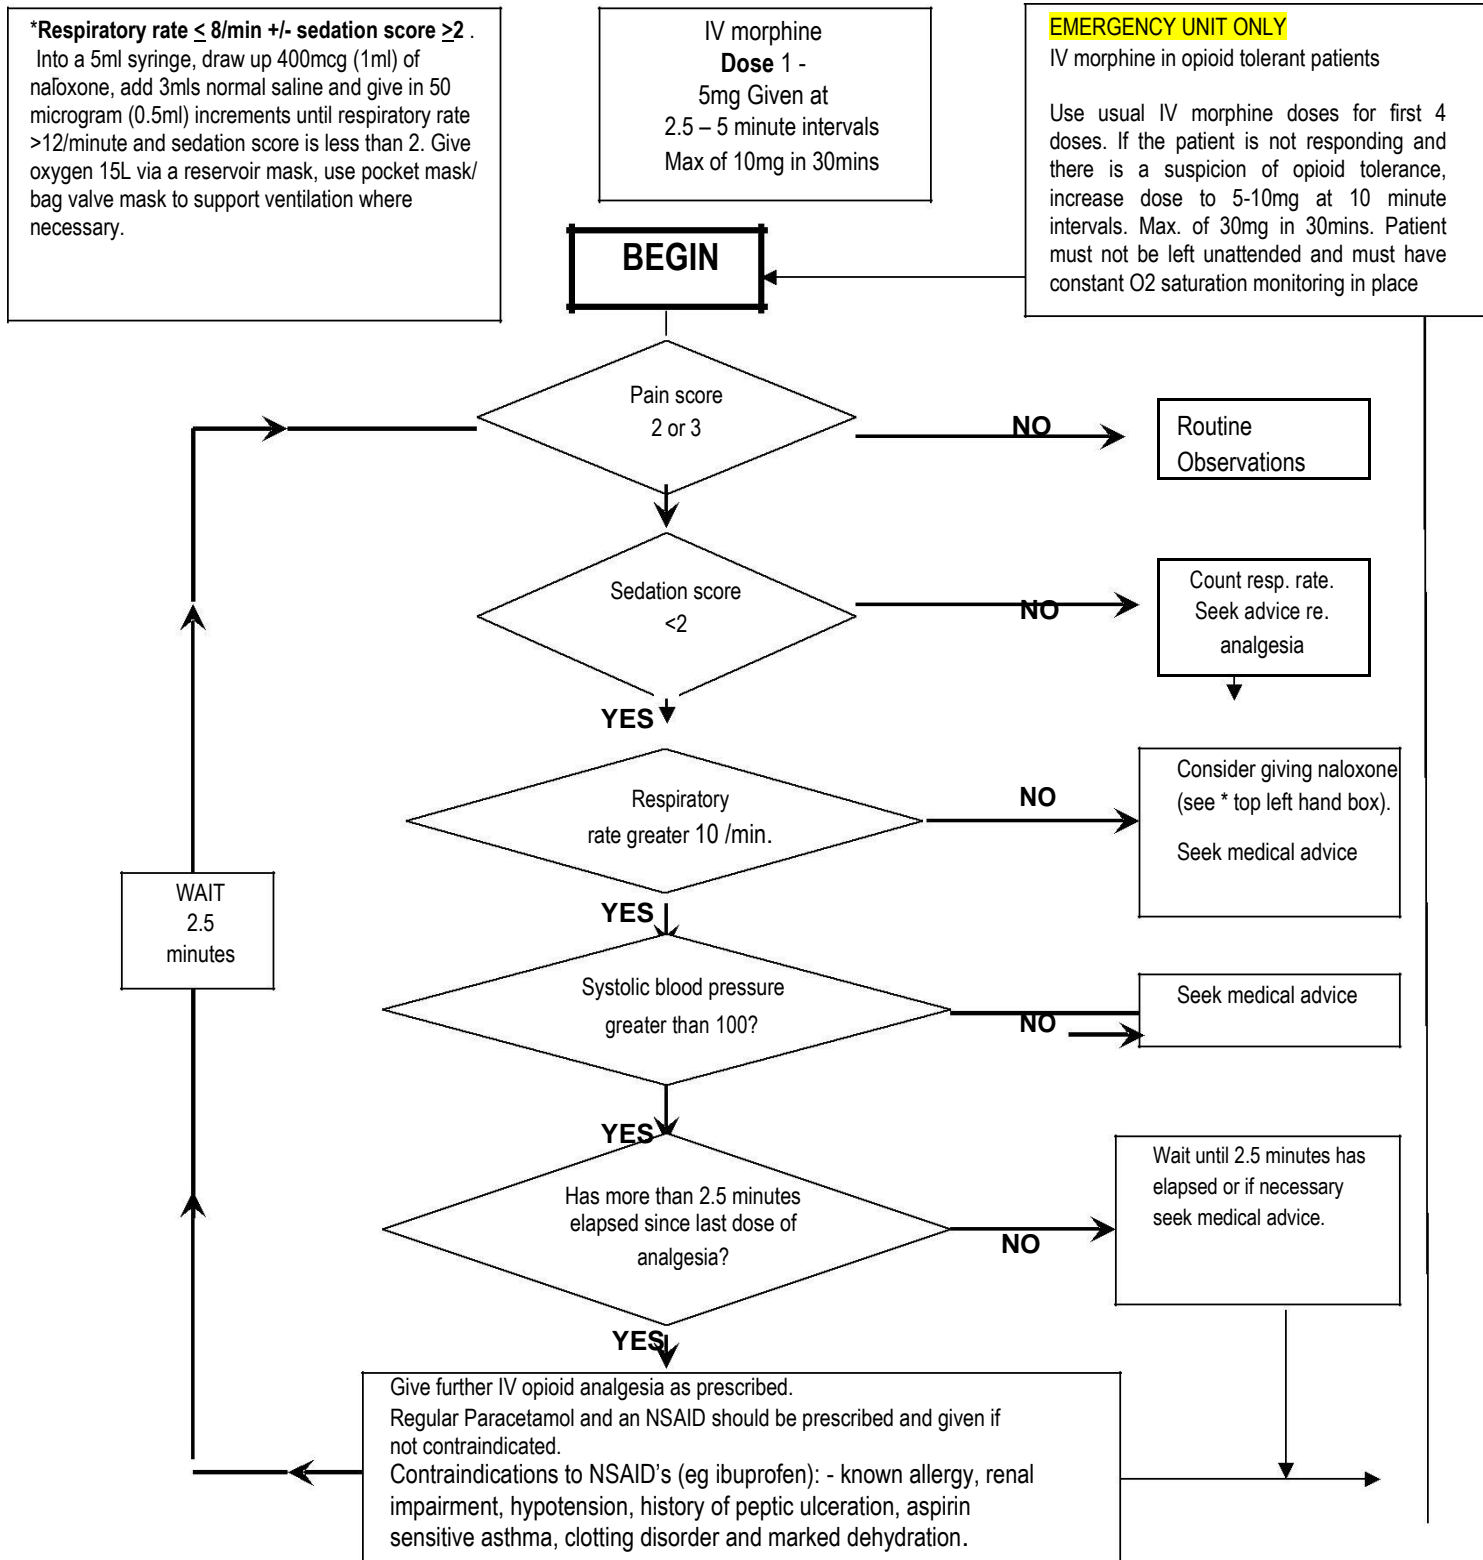 *Respiratory rate < 8/min +/- sedation score >2 .
Into a 5ml syringe, draw up 400mcg (1ml) of
naloxone, add 3mls normal saline and give in 50
microgram (0.5ml) increments until respiratory rate
>12/minute and sedation score is less than 2. Give
oxygen 15L via a reservoir mask, use pocket mask/
bag valve mask to support ventilation where
necessary.
IV morphine
Dose 1 -
5mg Given at
2.5 – 5 minute intervals
Max of 10mg in 30mins
EMERGENCY UNIT ONLY
IV morphine in opioid tolerant patients
Use usual IV morphine doses for first 4
doses. If the patient is not responding and
there is a suspicion of opioid tolerance,
increase dose to 5-10mg at 10 minute
intervals. Max. of 30mg in 30mins. Patient
must not be left unattended and must have
constant O2 saturation monitoring in place
BEGIN
Pain score
2 or 3
NO
Routine
Observations
Sedation score
<2
NO
Count resp. rate.
Seek advice re.
analgesia
YES
Respiratory
rate greater 10 /min.
NO
Consider giving naloxone
(see * top left hand box).
Seek medical advice
WAIT
2.5
minutes
YES
Systolic blood pressure
greater than 100?
NO
Seek medical advice
YES
Has more than 2.5 minutes
elapsed since last dose of
analgesia?
NO
Wait until 2.5 minutes has
elapsed or if necessary
seek medical advice.
YES
Give further IV opioid analgesia as prescribed.
Regular Paracetamol and an NSAID should be prescribed and given if
not contraindicated.
Contraindications to NSAID's (eg ibuprofen): - known allergy, renal
impairment, hypotension, history of peptic ulceration, aspirin
sensitive asthma, clotting disorder and marked dehydration.